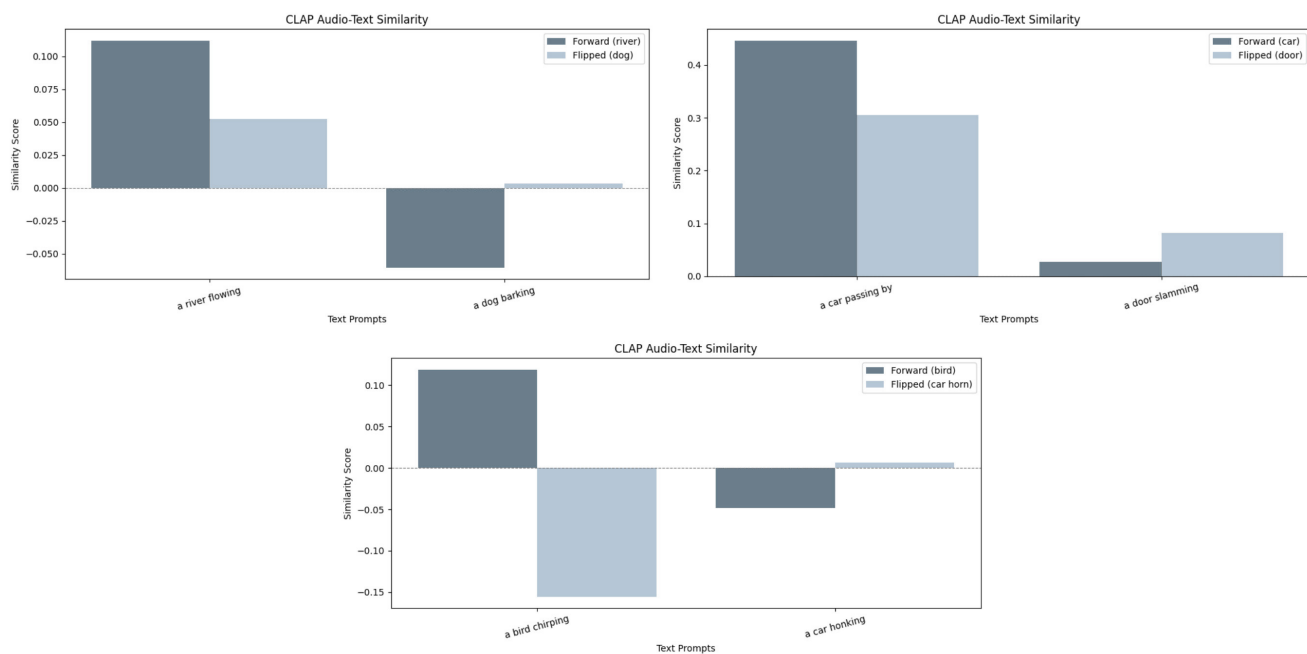 CLAP Audio-Text Similarity
Forward (river)
Flipped (dog)
0.100
0.075
0.050
0.025
0.000
−0.025
−0.050
Similarity Score
a river flowing
a dog barking
Text Prompts
CLAP Audio-Text Similarity
Forward (car)
Flipped (door)
0.4
0.3
0.2
0.1
0.0
Similarity Score
a car passing by
a door slamming
Text Prompts
CLAP Audio-Text Similarity
Forward (bird)
Flipped (car horn)
0.10
0.05
0.00
−0.05
−0.10
−0.15
Similarity Score
a bird chirping
a car honking
Text Prompts